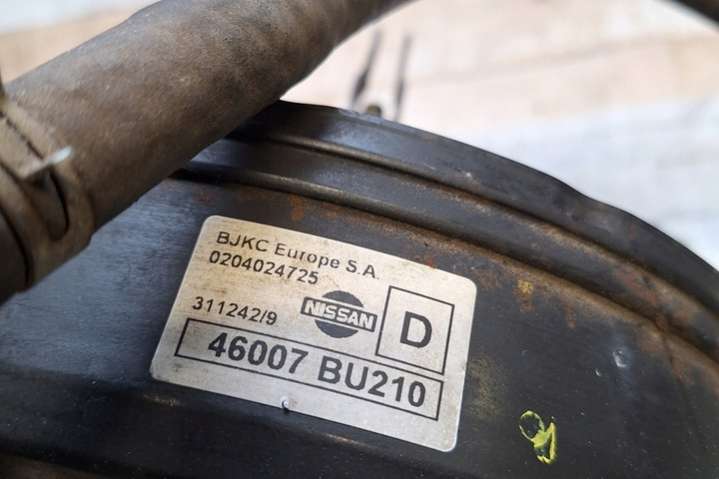 BJKC Europe S.A.
0204024725
311242/9
NISSAN
D
46007 BU210